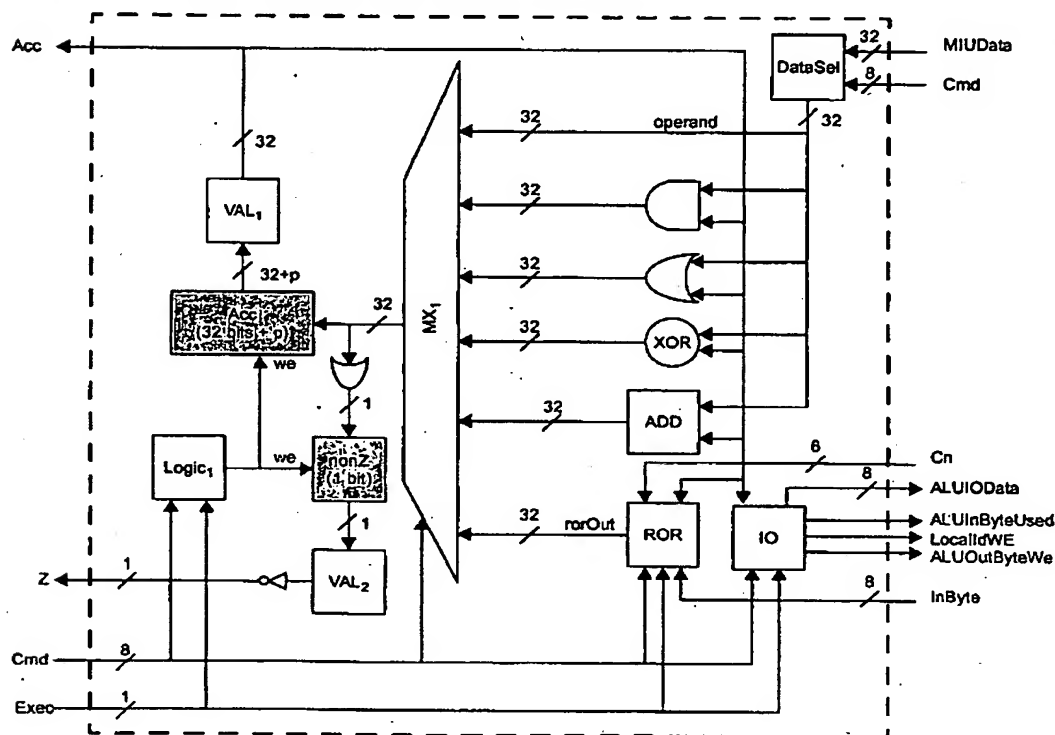 Acc
32
MIUData
DataSel
8
Cmd
32
32
operand
32
32
VAL1
32+p
32
Acc
(32 bits + p)
32
MX1
32
XOR
we
1
32
ADD
Logic1
we
nonZ
(1 bit)
6
Cn
8
ALUIOData
1
32
rorOut
ROR
IO
ALUInByteUsed
LocalIdWE
ALUOutByteWe
Z
1
VAL2
8
InByte
Cmd
8
Exec
1